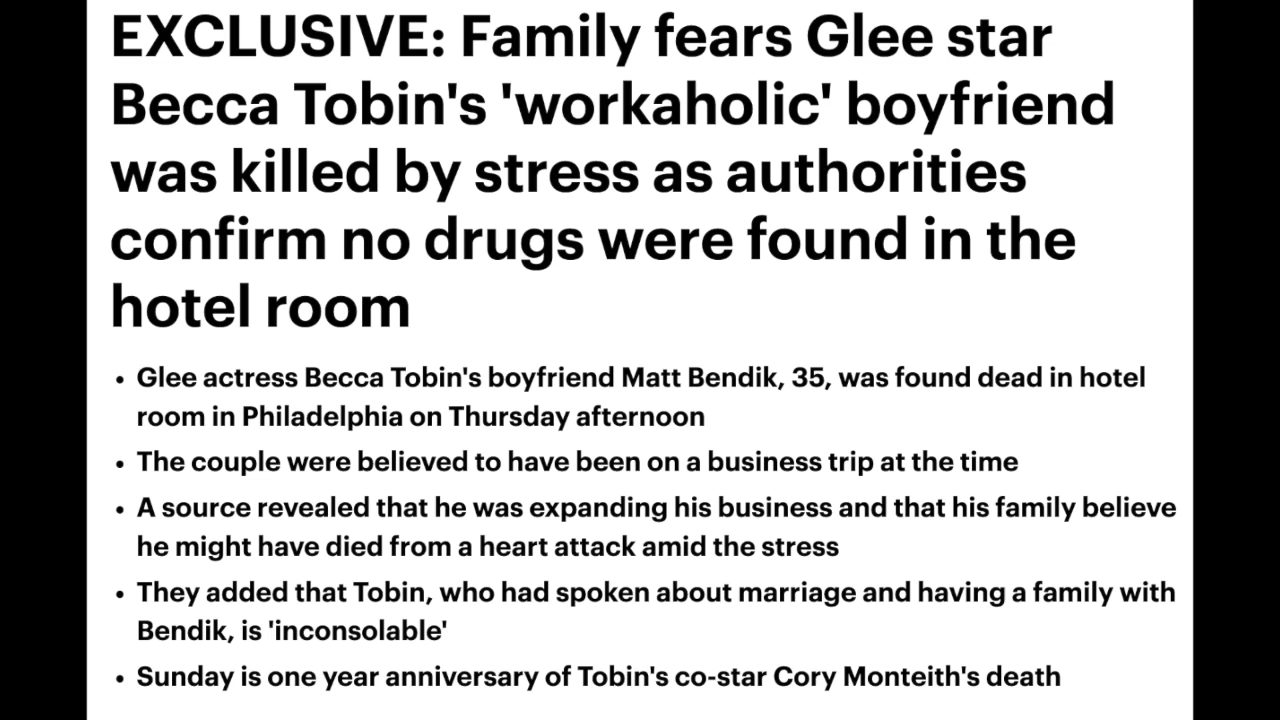 EXCLUSIVE: Family fears Glee star
Becca Tobin's 'workaholic' boyfriend
was killed by stress as authorities
confirm no drugs were found in the
hotel room
• Glee actress Becca Tobin's boyfriend Matt Bendik, 35, was found dead in hotel
room in Philadelphia on Thursday afternoon
• The couple were believed to have been on a business trip at the time
• A source revealed that he was expanding his business and that his family believe
he might have died from a heart attack amid the stress
• They added that Tobin, who had spoken about marriage and having a family with
Bendik, is 'inconsolable'
• Sunday is one year anniversary of Tobin's co-star Cory Monteith's death